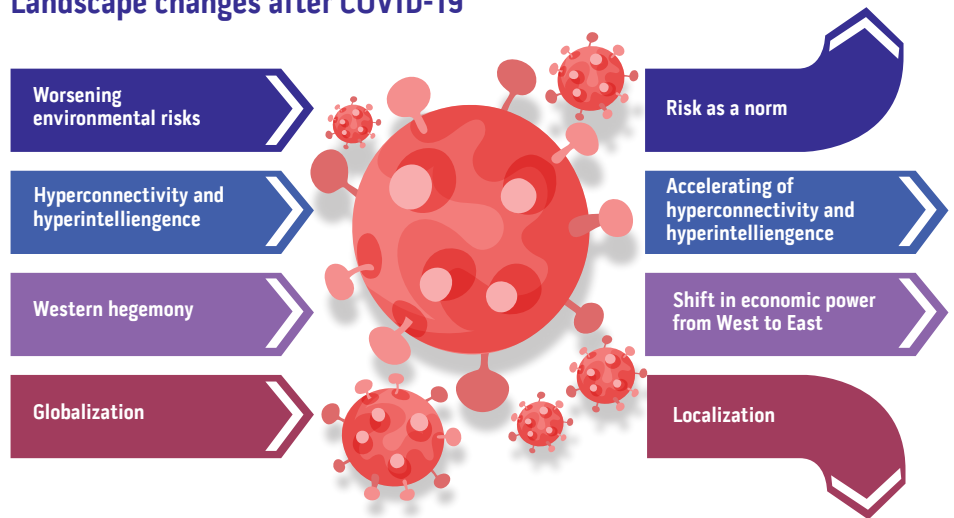 Landscape changes after COVID-19
Worsening
environmental risks
Hyperconnectivity and
hyperintelliengence
Western hegemony
Globalization
Risk as a norm
Accelerating of
hyperconnectivity and
hyperintelliengence
Shift in economic power
from West to East
Localization